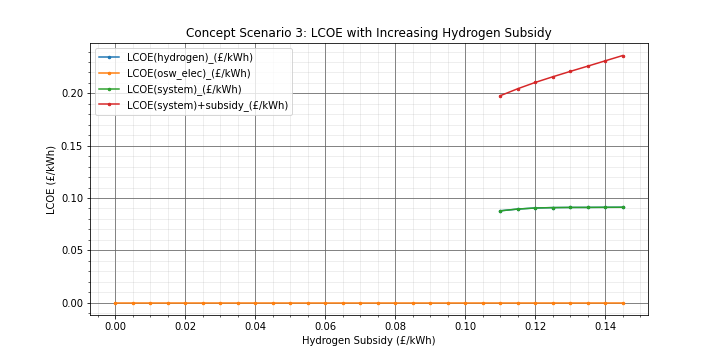 Concept Scenario 3: LCOE with Increasing Hydrogen Subsidy
LCOE(hydrogen)_(£/kWh)
LCOE(osw_elec)_(£/kWh)
LCOE(system)_(£/kWh)
LCOE(system)+subsidy_(£/kWh)
LCOE (£/kWh)
0.20
0.15
0.10
0.05
0.00
0.00 0.02 0.04 0.06 0.08 0.10 0.12 0.14
Hydrogen Subsidy (£/kWh)